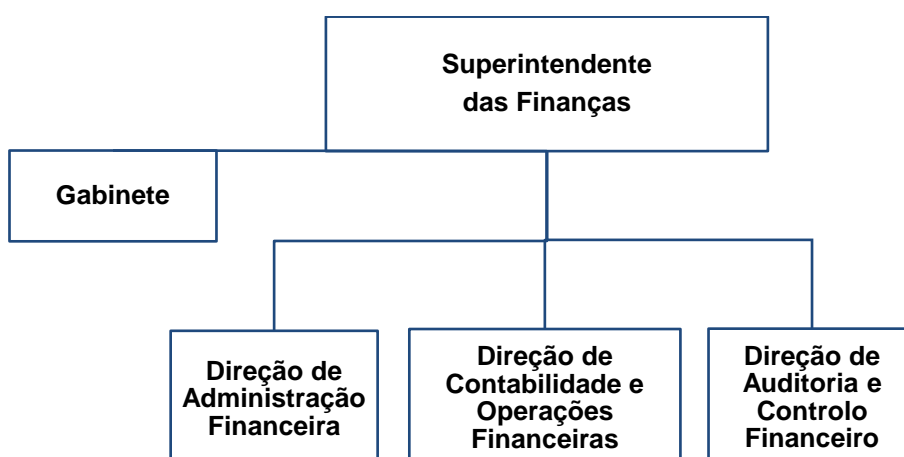 Superintendente
das Finanças
Gabinete
Direção de
Administração
Financeira
Direção de
Contabilidade e
Operações
Financeiras
Direção de
Auditoria e
Controlo
Financeiro